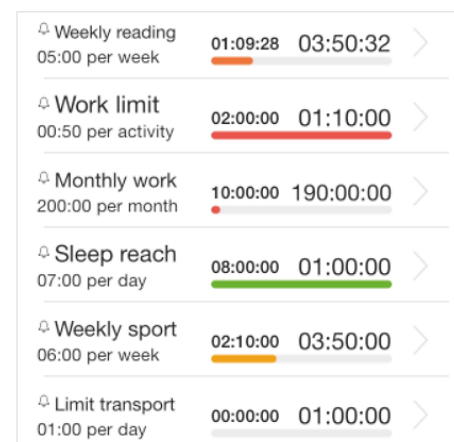 Weekly reading
05:00 per week
01:09:28 03:50:32
Work limit
00:50 per activity
02:00:00 01:10:00
Monthly work
200:00 per month
10:00:00 190:00:00
Sleep reach
07:00 per day
08:00:00 01:00:00
Weekly sport
06:00 per week
02:10:00 03:50:00
Limit transport
01:00 per day
00:00:00 01:00:00